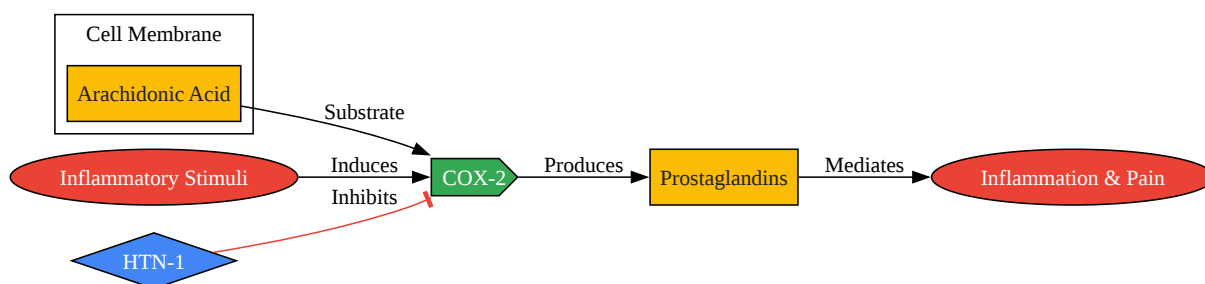 Cell Membrane
Arachidonic Acid
Substrate
Inflammatory Stimuli
Induces
COX-2
Produces
Prostaglandins
Mediates
Inflammation & Pain
Inhibits
HTN-1